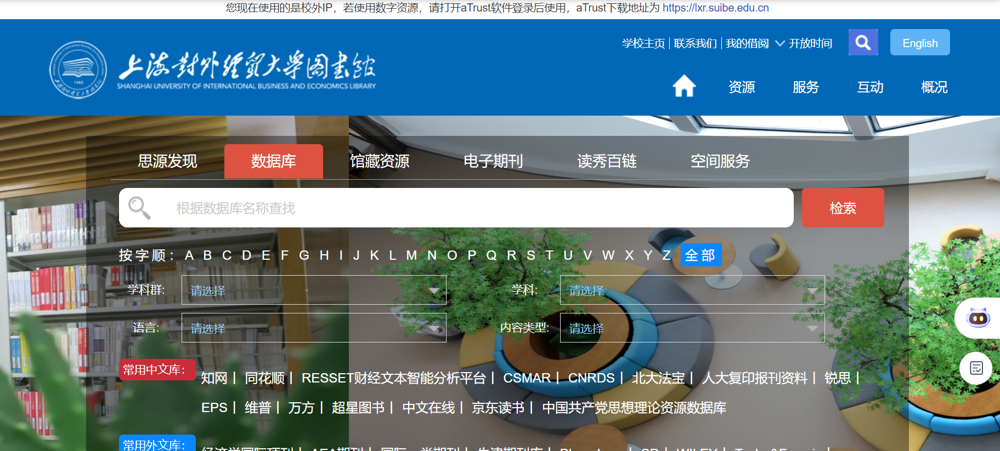 您现在使用的是校外IP，若使用数字资源，请打开aTrust软件登录后使用，aTrust下载地址为 https://lxr.suibe.edu.cn
学校主页 | 联系我们 | 我的借阅 开放时间 English
上海對外經貿大學圖書館
SHANGHAI UNIVERSITY OF INTERNATIONAL BUSINESS AND ECONOMICS LIBRARY
1960
资源 服务 互动 概况
思源发现 数据库 馆藏资源 电子期刊 读秀百链 空间服务
根据数据库名称查找 检索
按字顺： A B C D E F G H I J K L M N O P Q R S T U V W X Y Z 全部
学科群: 请选择 学科: 请选择
语言: 请选择 内容类型: 请选择
常用中文库： 知网 | 同花顺 | RESSET财经文本智能分析平台 | CSMAR | CNRDS | 北大法宝 | 人大复印报刊资料 | 锐思 |
EPS | 维普 | 万方 | 超星图书 | 中文在线 | 京东读书 | 中国共产党思想理论资源数据库
常用外文库：